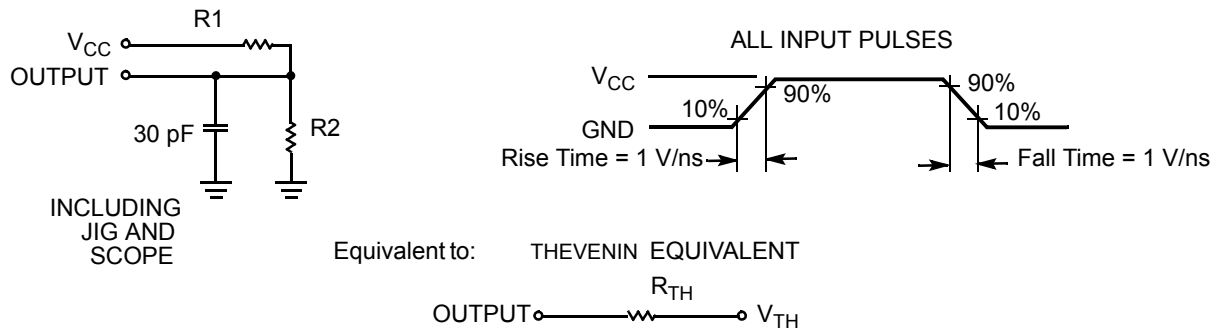 R1
VCC
OUTPUT
30 pF
R2
INCLUDING
JIG AND
SCOPE
ALL INPUT PULSES
VCC
10%
90%
90%
10%
GND
Rise Time = 1 V/ns
Fall Time = 1 V/ns
Equivalent to: THEVENIN EQUIVALENT
RTH
OUTPUT
VTH